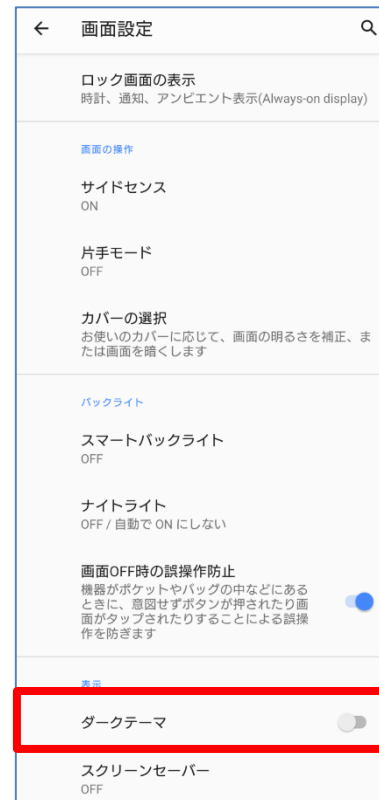 画面設定
ロック画面の表示
時計、通知、アンビエント表示(Always-on display)
画面の操作
サイドセンス
ON
片手モード
OFF
カバーの選択
お使いのカバーに応じて、画面の明るさを補正、ま
たは画面を暗くします
バックライト
スマートバックライト
OFF
ナイトライト
OFF / 自動で ON にしない
画面OFF時の誤操作防止
機器がポケットやバッグの中などにある
ときに、意図せずボタンが押されたり画
面がタップされたりすることによる誤操
作を防ぎます
表示
ダークテーマ
スクリーンセーバー
OFF